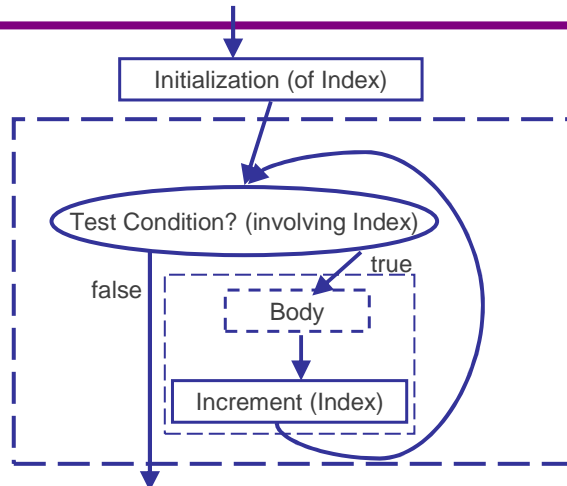 Initialization (of Index)
Test Condition? (involving Index)
true
false
Body
Increment (Index)